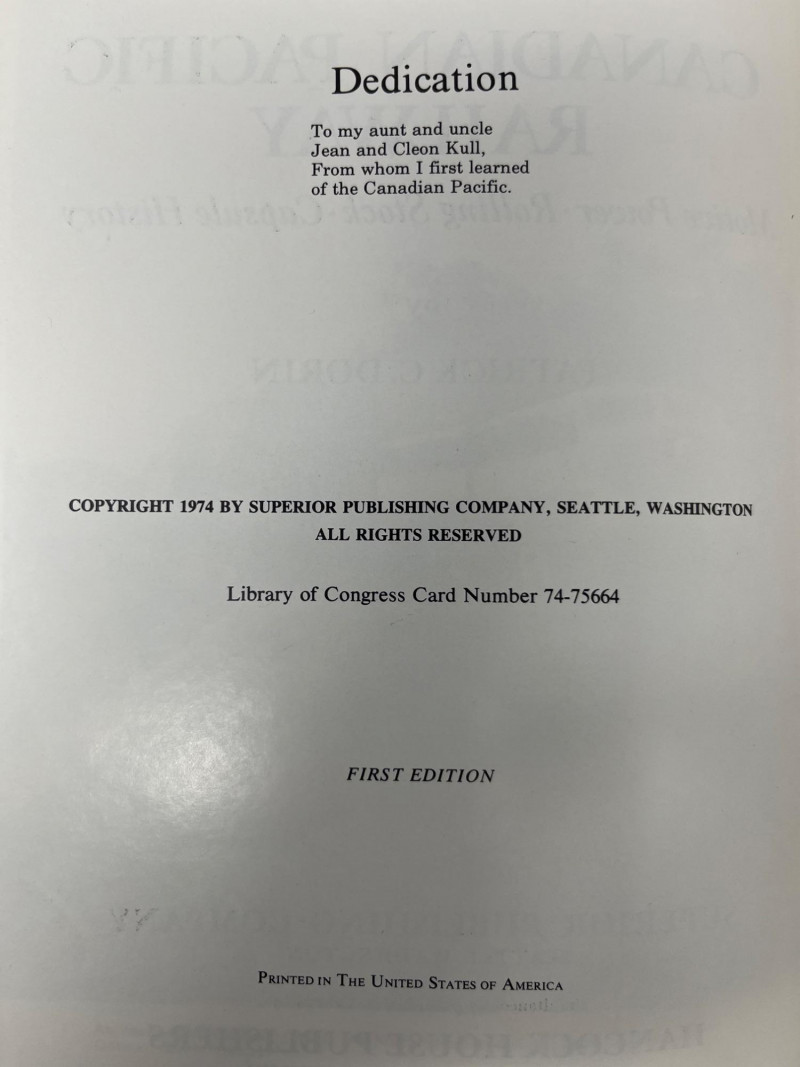 Dedication
To my aunt and uncle
Jean and Cleon Kull,
From whom I first learned
of the Canadian Pacific.
COPYRIGHT 1974 BY SUPERIOR PUBLISHING COMPANY, SEATTLE, WASHINGTON
ALL RIGHTS RESERVED
Library of Congress Card Number 74-75664
FIRST EDITION
PRINTED IN THE UNITED STATES OF AMERICA